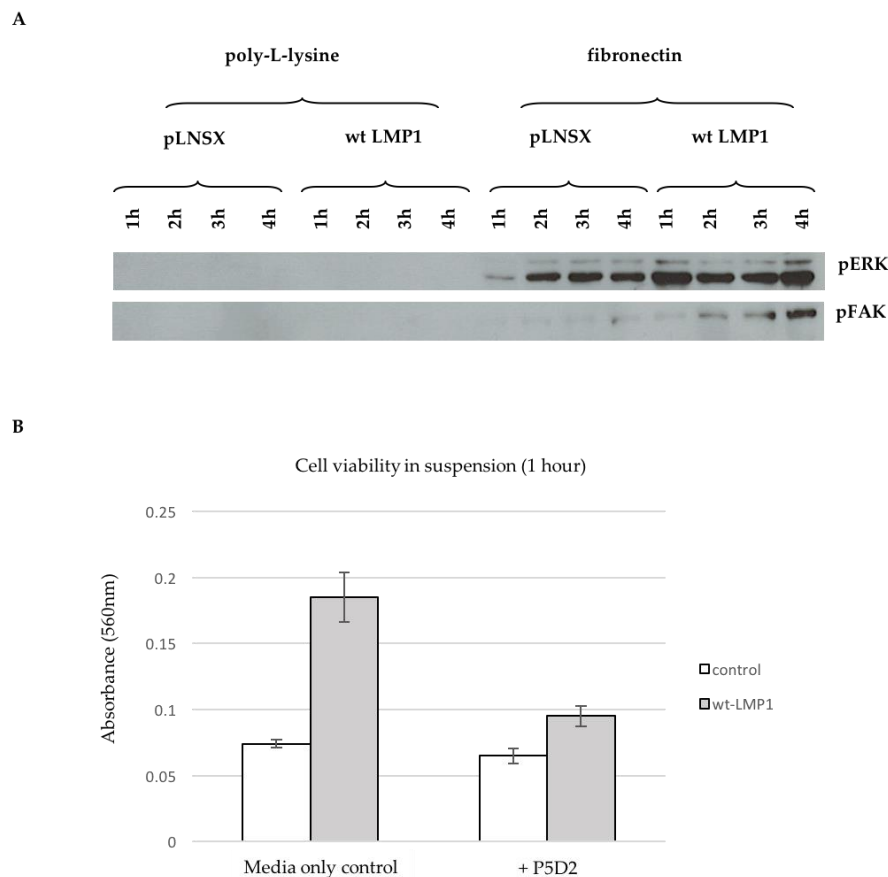 A
poly-L-lysine fibronectin
pLNSX wt LMP1 pLNSX wt LMP1
1h 2h 3h 4h 1h 2h 3h 4h 1h 2h 3h 4h 1h 2h 3h 4h
pERK
pFAK
B
Cell viability in suspension (1 hour)
Absorbance (560nm)
0.25
0.2
0.15
0.1
0.05
0
control
wt-LMP1
Media only control + P5D2